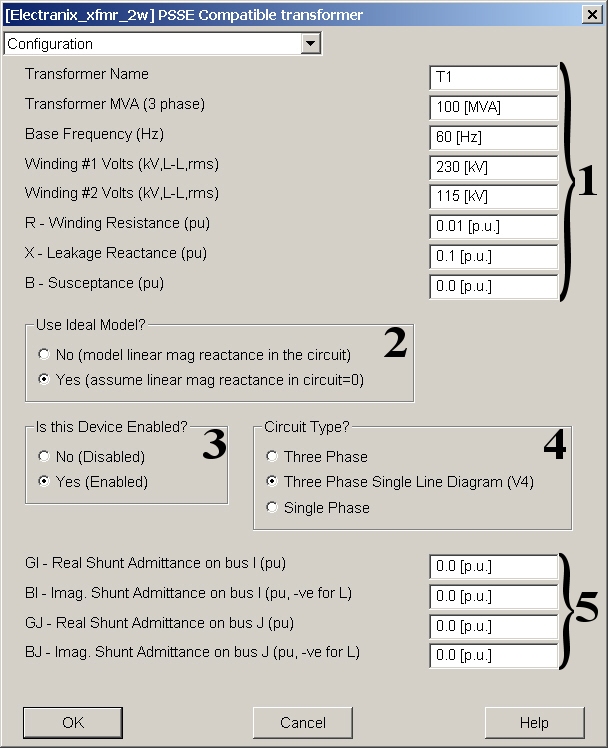 [Electranix_xfmr_2w] PSSE Compatible transformer
Configuration
Transformer Name T1
Transformer MVA (3 phase) 100 [MVA]
Base Frequency (Hz) 60 [Hz]
Winding #1 Volts (kV,L-L,rms) 230 [kV]
Winding #2 Volts (kV,L-L,rms) 115 [kV]
R - Winding Resistance (pu) 0.01 [p.u.]
X - Leakage Reactance (pu) 0.1 [p.u.]
B - Susceptance (pu) 0.0 [p.u.]
1
Use Ideal Model?
No (model linear mag reactance in the circuit)
Yes (assume linear mag reactance in circuit=0)
2
Is this Device Enabled?
No (Disabled)
Yes (Enabled)
3
Circuit Type?
Three Phase
Three Phase Single Line Diagram (V4)
Single Phase
4
GI - Real Shunt Admittance on bus I (pu) 0.0 [p.u.]
BI - Imag. Shunt Admittance on bus I (pu, -ve for L) 0.0 [p.u.]
GJ - Real Shunt Admittance on bus J (pu) 0.0 [p.u.]
BJ - Imag. Shunt Admittance on bus J (pu, -ve for L) 0.0 [p.u.]
5
OK Cancel Help